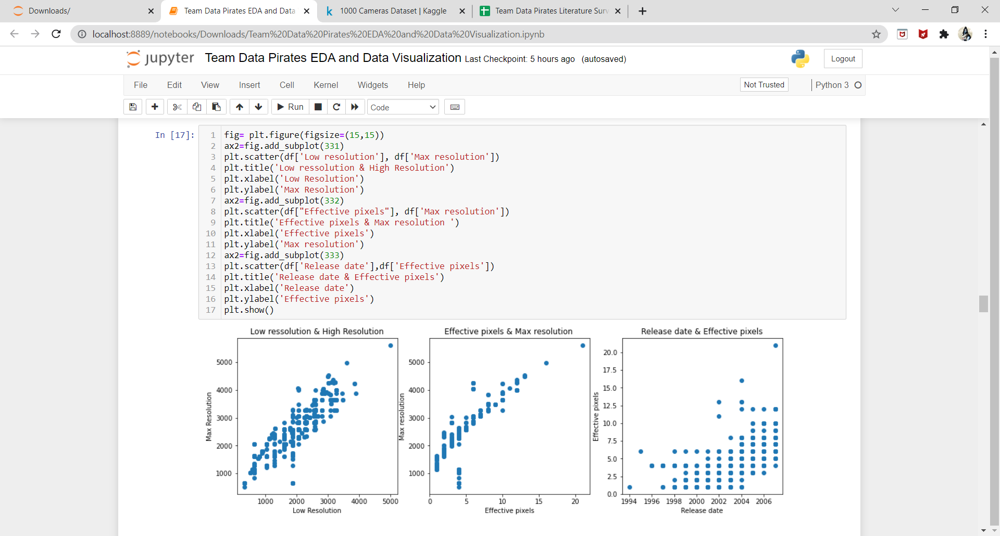 Downloads/
Team Data Pirates EDA and Data
1000 Cameras Dataset | Kaggle
Team Data Pirates Literature Surv
localhost:8889/notebooks/Downloads/Team%20Data%20Pirates%20EDA%20and%20Data%20Visualization.ipynb
jupyter Team Data Pirates EDA and Data Visualization Last Checkpoint: 5 hours ago (autosaved)
Logout
File Edit View Insert Cell Kernel Widgets Help
Not Trusted
Python 3
Run
Code
In [17]:
1 fig= plt.figure(figsize=(15,15))
2 ax2=fig.add_subplot(331)
3 plt.scatter(df['Low resolution'], df['Max resolution'])
4 plt.title('Low ressolution & High Resolution')
5 plt.xlabel('Low Resolution')
6 plt.ylabel('Max Resolution')
7 ax2=fig.add_subplot(332)
8 plt.scatter(df["Effective pixels"], df['Max resolution'])
9 plt.title('Effective pixels & Max resolution ')
10 plt.xlabel('Effective pixels')
11 plt.ylabel('Max resolution')
12 ax2=fig.add_subplot(333)
13 plt.scatter(df['Release date'],df['Effective pixels'])
14 plt.title('Release date & Effective pixels')
15 plt.xlabel('Release date')
16 plt.ylabel('Effective pixels')
17 plt.show()
Low ressolution & High Resolution
Max Resolution
5000
4000
3000
2000
1000
1000 2000 3000 4000 5000
Low Resolution
Effective pixels & Max resolution
Max resolution
5000
4000
3000
2000
1000
0 5 10 15 20
Effective pixels
Release date & Effective pixels
Effective pixels
20.0
17.5
15.0
12.5
10.0
7.5
5.0
2.5
0.0
1994 1996 1998 2000 2002 2004 2006
Release date